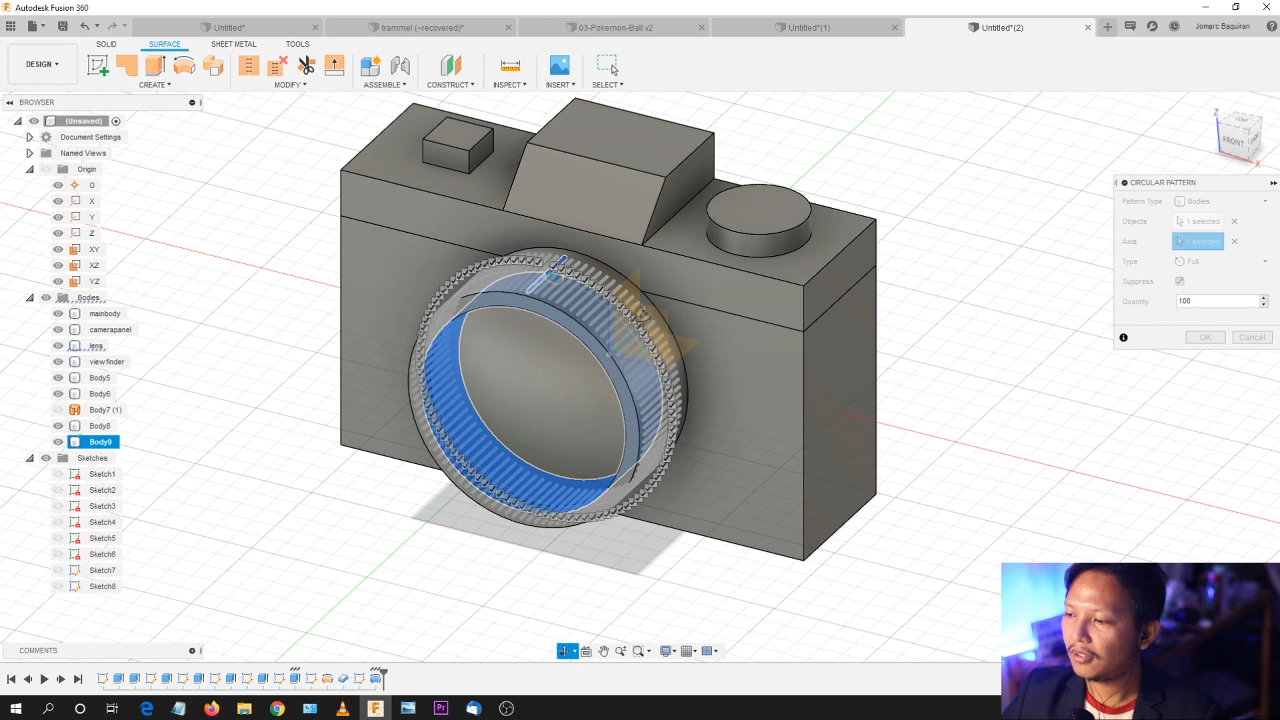 Autodesk Fusion 360
Untitled*
trammel (~recovered)*
03-Pokemon-Ball v2
Untitled*(1)
Untitled*(2)
Jomarc Baquiran
SOLID
SURFACE
SHEET METAL
TOOLS
DESIGN
CREATE
MODIFY
ASSEMBLE
CONSTRUCT
INSPECT
INSERT
SELECT
BROWSER
(Unsaved)
Document Settings
Named Views
Origin
O
X
Y
Z
XY
XZ
YZ
Bodies
mainbody
camerapanel
lens
viewfinder
Body5
Body6
Body7 (1)
Body8
Body9
Sketches
Sketch1
Sketch2
Sketch3
Sketch4
Sketch5
Sketch6
Sketch7
Sketch8
Z
FRONT
X
CIRCULAR PATTERN
Pattern Type
Bodies
Objects
1 selected
Axis
1 selected
Type
Full
Suppress
Quantity
100
OK
Cancel
COMMENTS